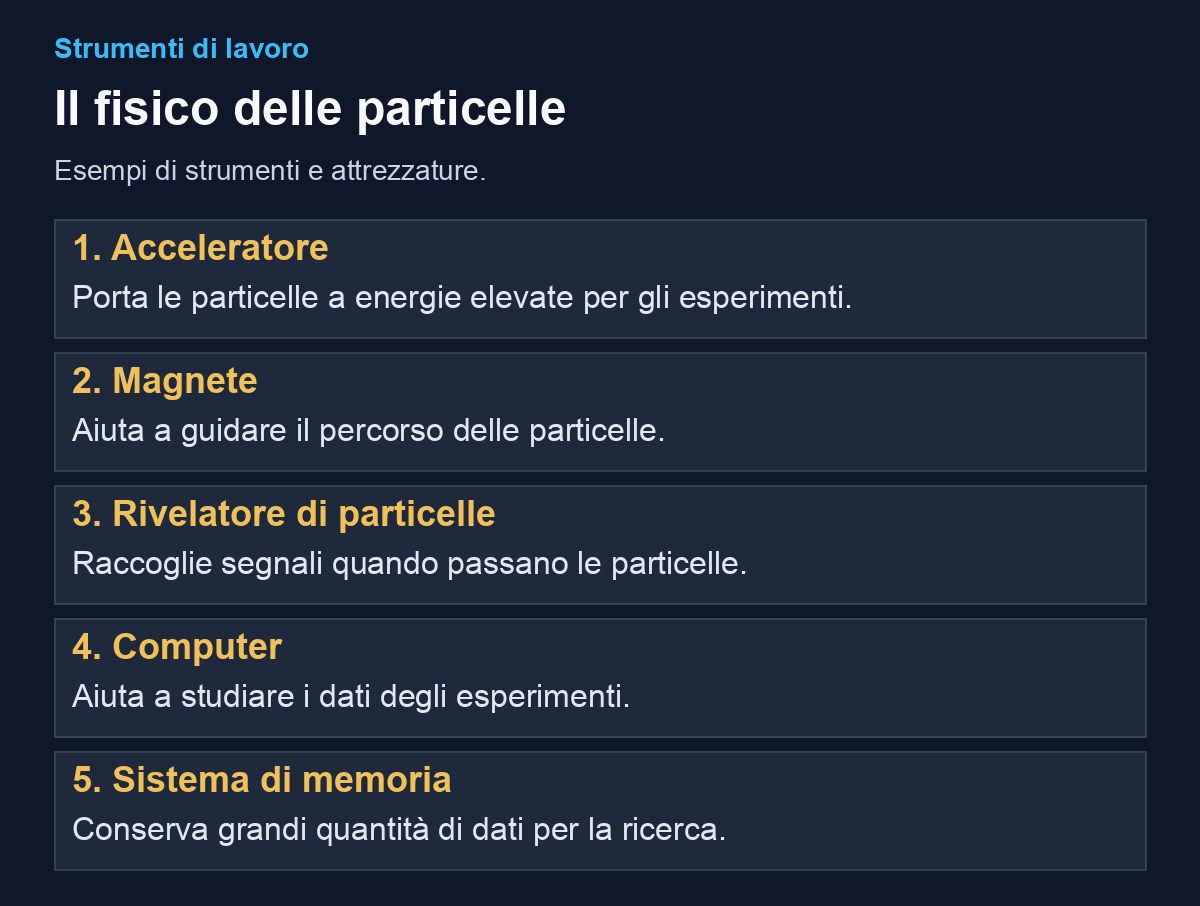 Strumenti di lavoro
Il fisico delle particelle
Esempi di strumenti e attrezzature.
1. Acceleratore
Porta le particelle a energie elevate per gli esperimenti.
2. Magnete
Aiuta a guidare il percorso delle particelle.
3. Rivelatore di particelle
Raccoglie segnali quando passano le particelle.
4. Computer
Aiuta a studiare i dati degli esperimenti.
5. Sistema di memoria
Conserva grandi quantità di dati per la ricerca.